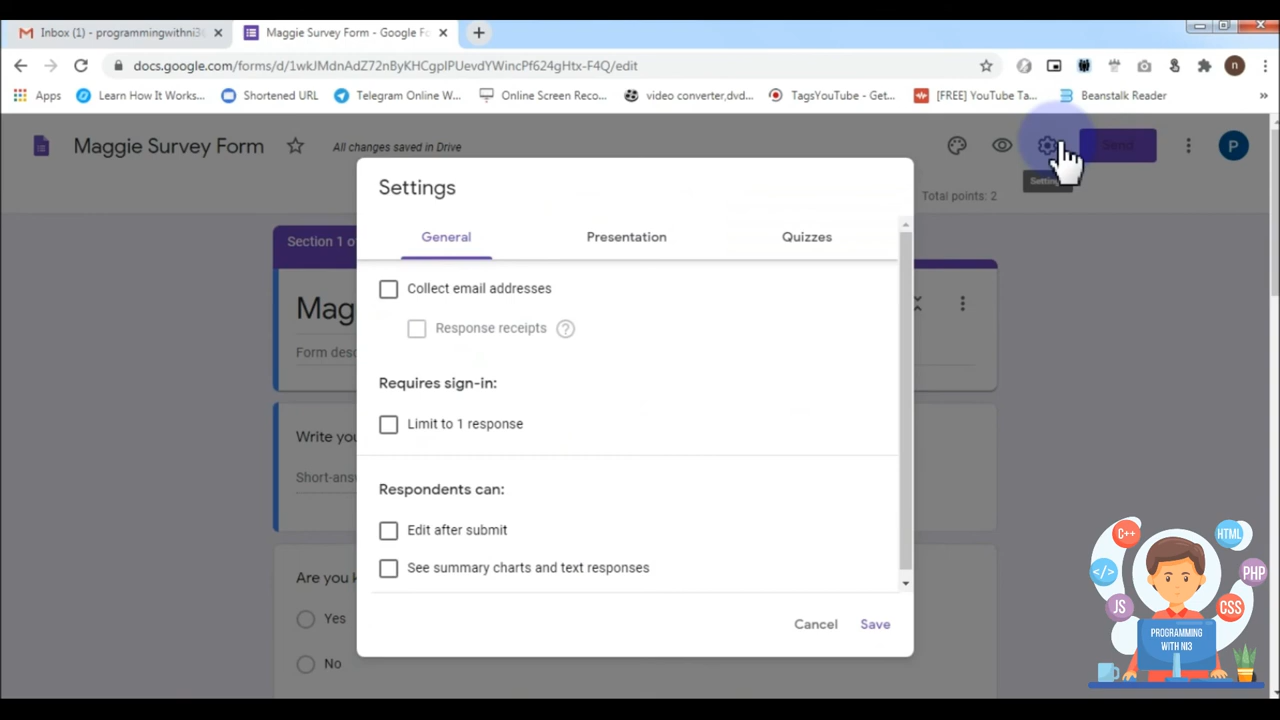 Inbox (1) - programmingwithni3
Maggie Survey Form - Google Fo
docs.google.com/forms/d/1wkJMdnAdZ72nByKHCgpIPUevdYWincPf624gHtx-F4Q/edit
n
Apps
Learn How It Works...
Shortened URL
Telegram Online W...
Online Screen Reco...
video converter,dvd...
TagsYouTube - Get...
[FREE] YouTube Ta...
Beanstalk Reader
»
Maggie Survey Form
All changes saved in Drive
Send
P
Settings
Total points: 2
Settings
General
Presentation
Quizzes
Section 1 o
Collect email addresses
Mag
Response receipts ?
Form desc
Requires sign-in:
Limit to 1 response
Write you
Short-answ
Respondents can:
Edit after submit
See summary charts and text responses
Are you k
Yes
No
Cancel
Save
C++
HTML
</>
PHP
JS
CSS
PROGRAMMING
WITH NI3